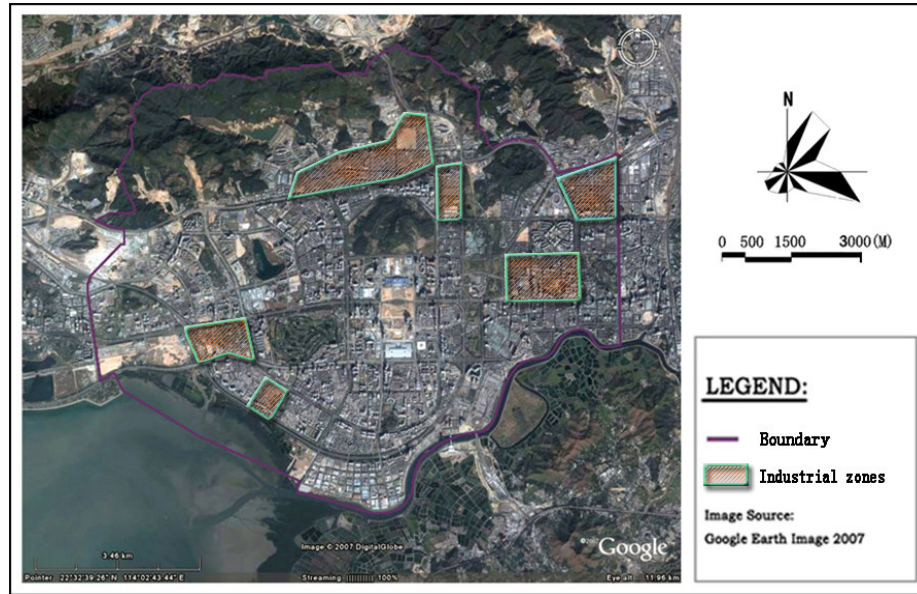 N
0 500 1500 3000(M)
LEGEND:
Boundary
Industrial zones
Image Source:
Google Earth Image 2007
3.46 km
Image © 2007 DigitalGlobe
©2007 Google
Pointer 22°32'39.26" N 114°02'43.44" E Streaming |||||||||| 100% Eye alt 11.96 km